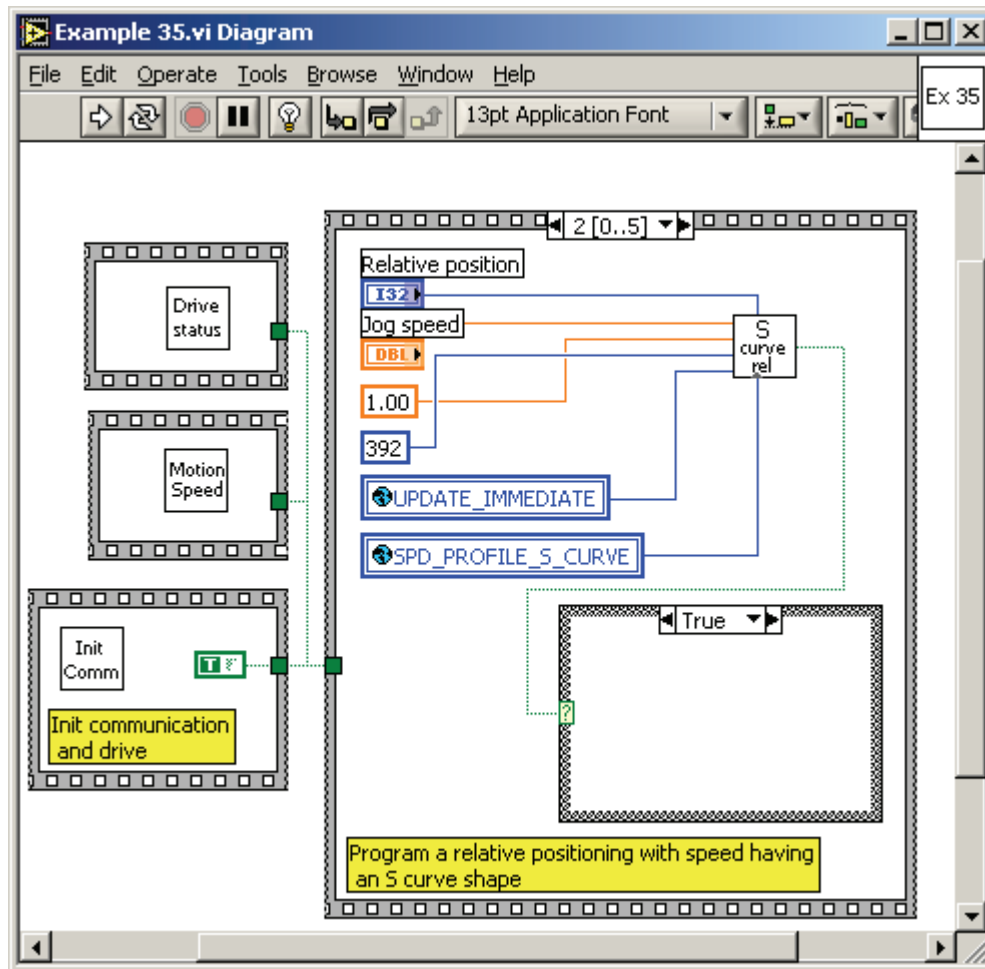 Example 35.vi Diagram
File Edit Operate Tools Browse Window Help
Ex 35
13pt Application Font
2 [0..5]
Relative position
I32
Jog speed
DBL
1.00
392
UPDATE_IMMEDIATE
SPD_PROFILE_S_CURVE
S
curve
rel
Drive
status
Motion
Speed
Init
Comm
T
Init communication
and drive
True
?
Program a relative positioning with speed having
an S curve shape